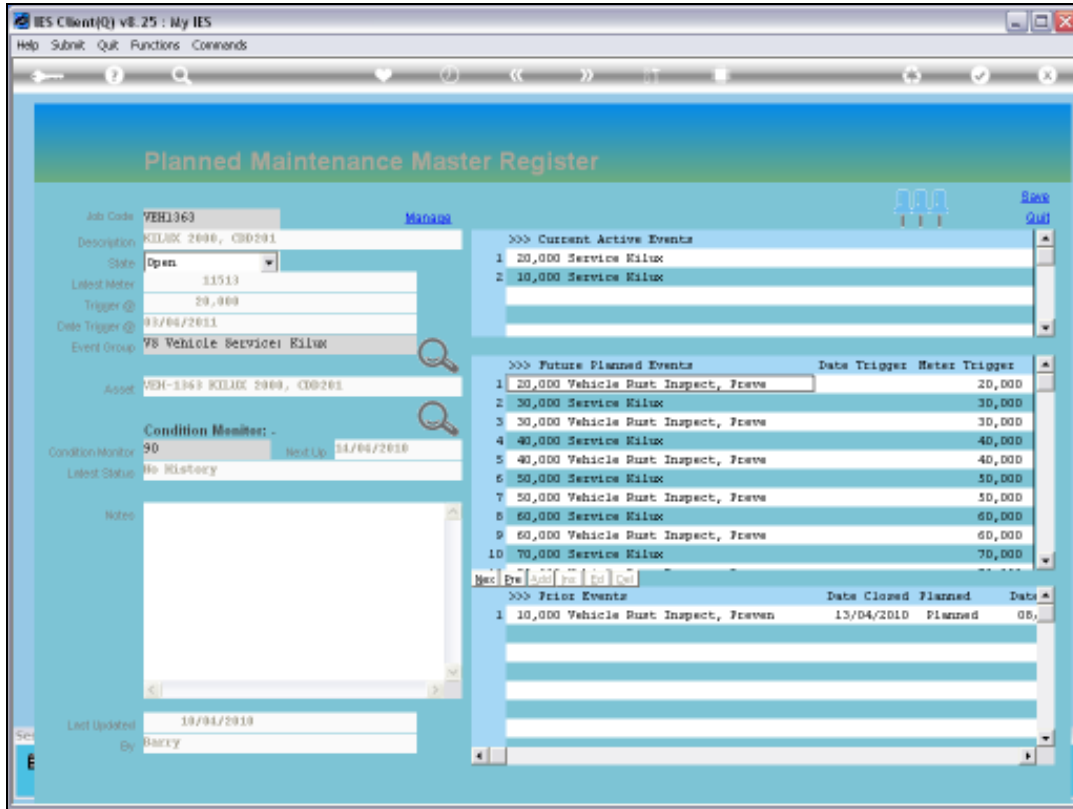 IES Client(Q) v8.25 : My IES
Help Submit Quit Functions Commands
Planned Maintenance Master Register
Save
Quit
Job Code VEH1363 Manage
Description KILUX 2000, CDD201
State Open
Latest Meter 11513
Trigger @ 20,000
Date Trigger @ 03/04/2011
Event Group VS Vehicle Service: Kilux
Asset VEH-1363 KILUX 2000, CDD201
Condition Monitor: -
Condition Monitor 90 Next Up 14/04/2010
Latest Status No History
Notes
Last Updated 10/04/2010
By Barry
>>> Current Active Events
1 20,000 Service Kilux
2 10,000 Service Kilux
>>> Future Planned Events Date Trigger Meter Trigger
1 20,000 Vehicle Rust Inspect, Preve 20,000
2 30,000 Service Kilux 30,000
3 30,000 Vehicle Rust Inspect, Preve 30,000
4 40,000 Service Kilux 40,000
5 40,000 Vehicle Rust Inspect, Preve 40,000
6 50,000 Service Kilux 50,000
7 50,000 Vehicle Rust Inspect, Preve 50,000
8 60,000 Service Kilux 60,000
9 60,000 Vehicle Rust Inspect, Preve 60,000
10 70,000 Service Kilux 70,000
Nex Pre Add Ins Ed Del
>>> Prior Events Date Closed Planned Date
1 10,000 Vehicle Rust Inspect, Preven 13/04/2010 Planned 08/